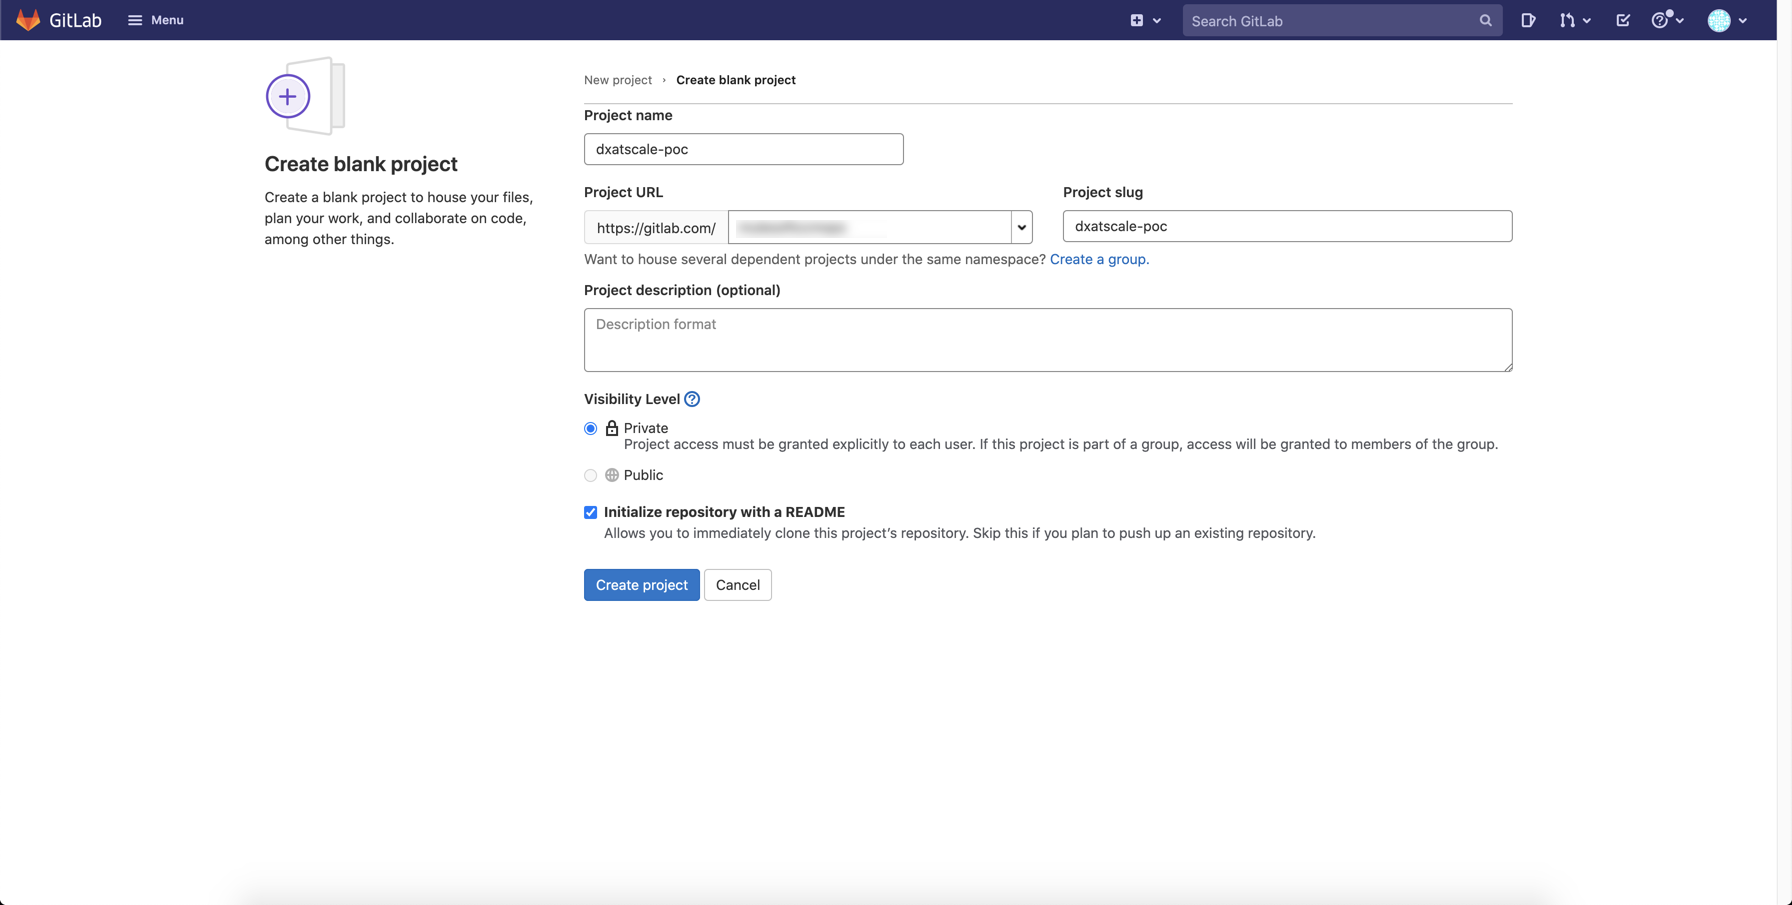 GitLab
Menu
Search GitLab
New project › Create blank project
Create blank project
Create a blank project to house your files,
plan your work, and collaborate on code,
among other things.
Project name
dxatscale-poc
Project URL
Project slug
https://gitlab.com/
dxatscale-poc
Want to house several dependent projects under the same namespace? Create a group.
Project description (optional)
Description format
Visibility Level
Private
Project access must be granted explicitly to each user. If this project is part of a group, access will be granted to members of the group.
Public
Initialize repository with a README
Allows you to immediately clone this project’s repository. Skip this if you plan to push up an existing repository.
Create project
Cancel